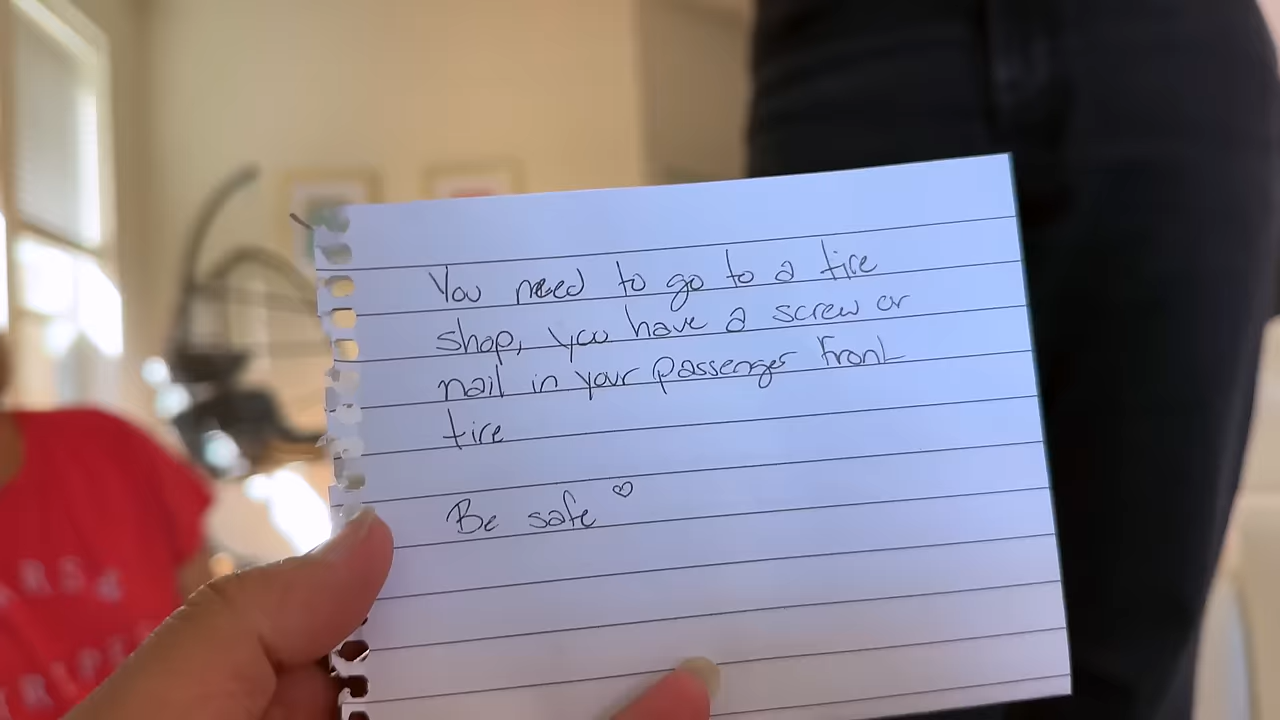 You need to go to a tire
shop, you have a screw or
nail in your passenger front
tire
Be safe ♡